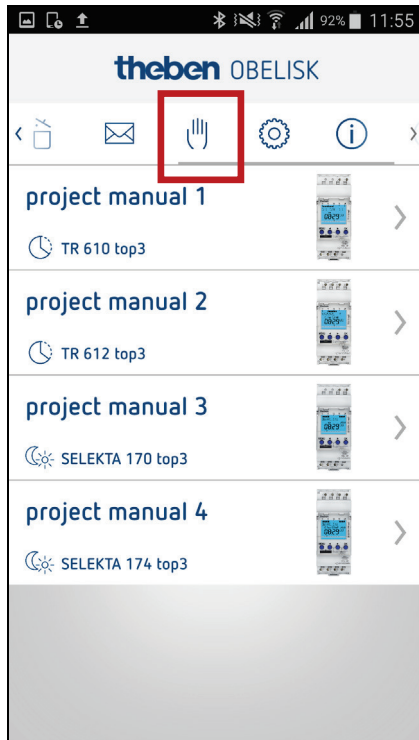 92% 11:55
theben OBELISK
project manual 1
TR 610 top3
project manual 2
TR 612 top3
project manual 3
SELEKTA 170 top3
project manual 4
SELEKTA 174 top3